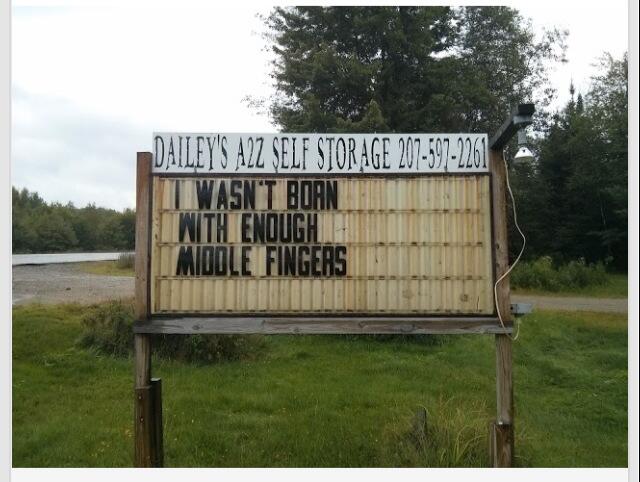 DAILEY'S A2Z SELF STORAGE 207-597-2261
I WASN'T BORN
WITH ENOUGH
MIDDLE FINGERS